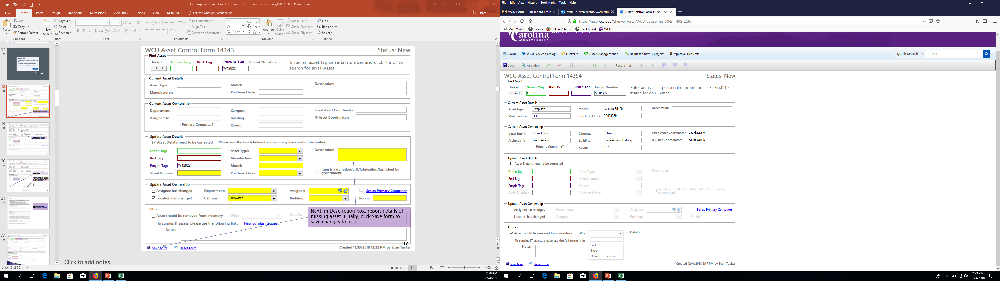 II.7.1 Improved FixedAssetCoordinatorsPowerPointPresentation_02012018 - PowerPoint
Evan Tucker
File Home Insert Design Transitions Animations Slide Show Review View ACROBAT Tell me what you want to do
Share
Paste
Cut
Copy
Format Painter
Clipboard
New Slide
Layout
Reset
Section
Slides
12
Font
Text Direction
Align Text
Convert to SmartArt
Paragraph
Arrange
Quick Styles
Shape Fill
Shape Outline
Shape Effects
Drawing
Find
Replace
Select
Editing
17
18
19
20
21
22
WCU Asset Control Form 14143
Status: New
Find Asset
Asset Green Tag Red Tag Purple Tag Serial Number
Find W12822
Enter an asset tag or serial number and click "Find" to
search for an IT Asset.
Current Asset Details
Asset Type: Model: Description:
Manufacturer: Purchase Order:
Current Asset Ownership
Department: Campus: Fixed Asset Coordinator:
Assigned To: Building: IT Asset Coordinator:
Primary Computer? Room:
Update Asset Details
Asset Details need to be corrected Please use the fields below to correct any inaccurate information.
Green Tag: Asset Type: Description:
Red Tag: Manufacturer:
Purple Tag: W12822 Model:
Serial Number: Purchase Order:
Item is a donation/gift/fabrication/furnished by
government.
Update Asset Ownership
Assignee has changed Department: Assignee: Set as Primary Computer
Location has changed Campus: Cullowhee Building: Room:
Other
Asset should be removed from inventory Why: Details:
To surplus IT assets, please use the following link: New Surplus Request
Notes:
Next, in Description box, report details of
missing asset. Finally, click Save form to
save changes to asset.
18
Save form Reset form Created 11/13/2018 12:22 PM by Evan Tucker
Click to add notes
Slide 18 of 78
Notes
110%
2:29 PM
12/4/2018
File Edit View History Bookmarks Tools Help
WCU Home – Blackboard Learn
Mail - tuckere@email.wcu.edu
Asset Control Form 14394 - WC
https://help.wcu.edu/CherwellPortal/WCU?Locale=en-US&_=499fc236
Most Visited Banner Getting Started Blackboard WCU
Carolina
UNIVERSITY
Home WCU Service Catalog iTicket Asset Management Request a new IT project Approval Requests
Quick Search Ask IT
Save Abandon Record 1 of 1
WCU Asset Control Form 14394
Status: New
Find Asset
Asset Green Tag Red Tag Purple Tag Serial Number
Find IT37579 9QJKQ32
Enter an asset tag or serial number and click "Find" to
search for an IT Asset.
Current Asset Details
Asset Type: Computer Model: Latitude E5450 Description:
Manufacturer: Dell Purchase Order: P0088659
Current Asset Ownership
Department: Internal Audit Campus: Cullowhee Fixed Asset Coordinator: Lisa Gaetano
Assigned To: Lisa Gaetano Building: Cordelia Camp Building IT Asset Coordinator: Karen Woody
Primary Computer? Room: 152
Update Asset Details
Asset Details need to be corrected
Green Tag: Asset Type: Description:
Red Tag: Manufacturer:
Purple Tag: Model:
Serial Number: Purchase Order:
Item is a donation/gift/fabrication/furnished by
government.
Update Asset Ownership
Assignee has changed Department: Assignee: Set as Primary Computer
Location has changed Campus: Building: Room:
Other
Asset should be removed from inventory Why: Details:
To surplus IT assets, please use the following link:
Notes:
Lost
Stolen
Returned to Vendor
Save form Reset form Created 12/4/2018 2:17 PM by Evan Tucker
2:29 PM
12/4/2018